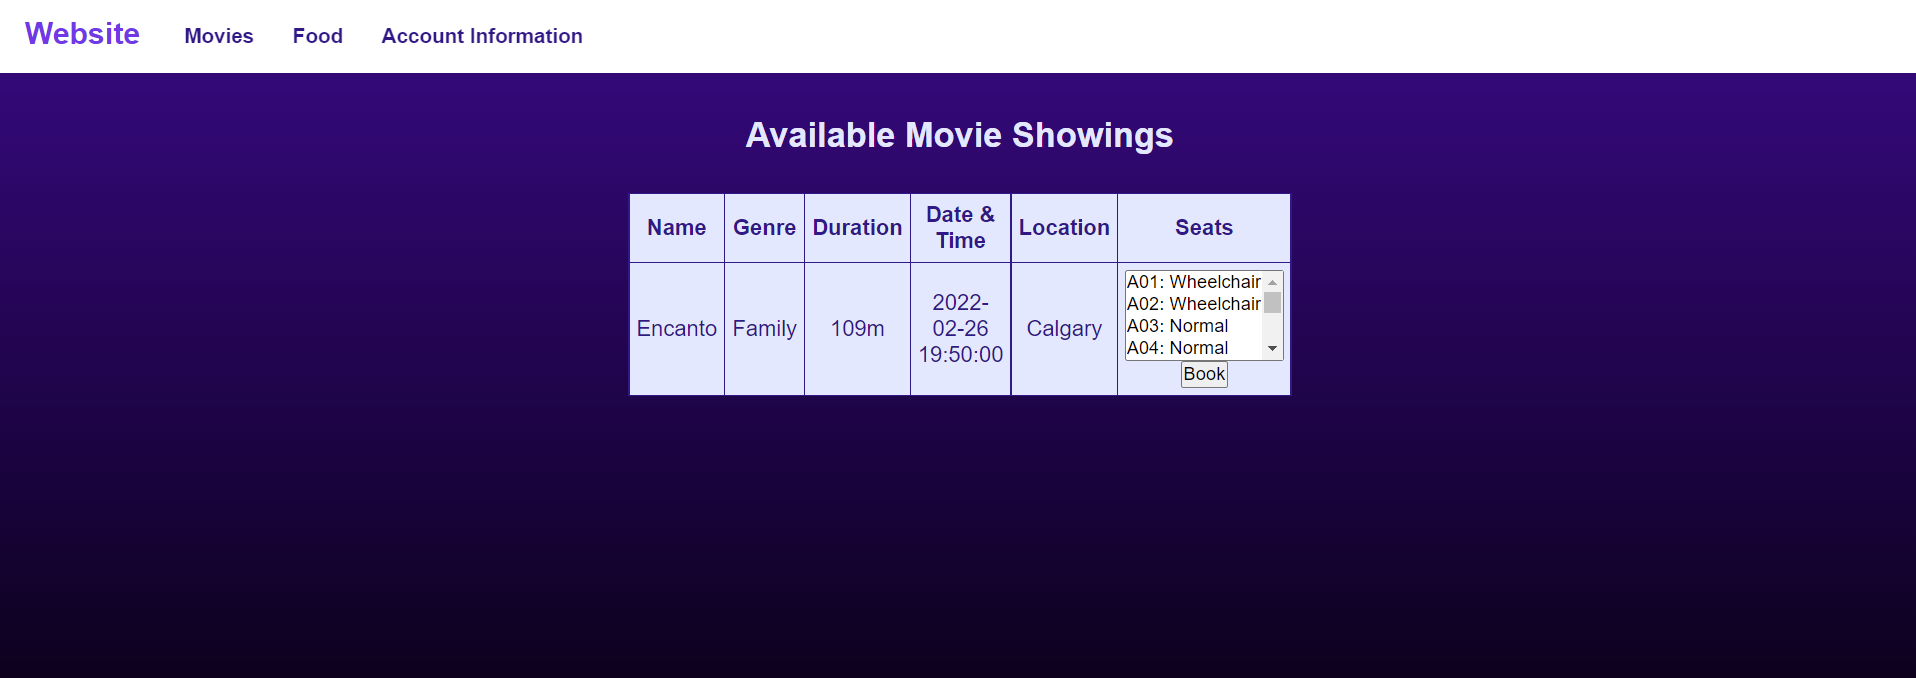 Website Movies Food Account Information
Available Movie Showings
Name Genre Duration Date & Time Location Seats
Encanto Family 109m 2022-02-26 19:50:00 Calgary
A01: Wheelchair
A02: Wheelchair
A03: Normal
A04: Normal
Book